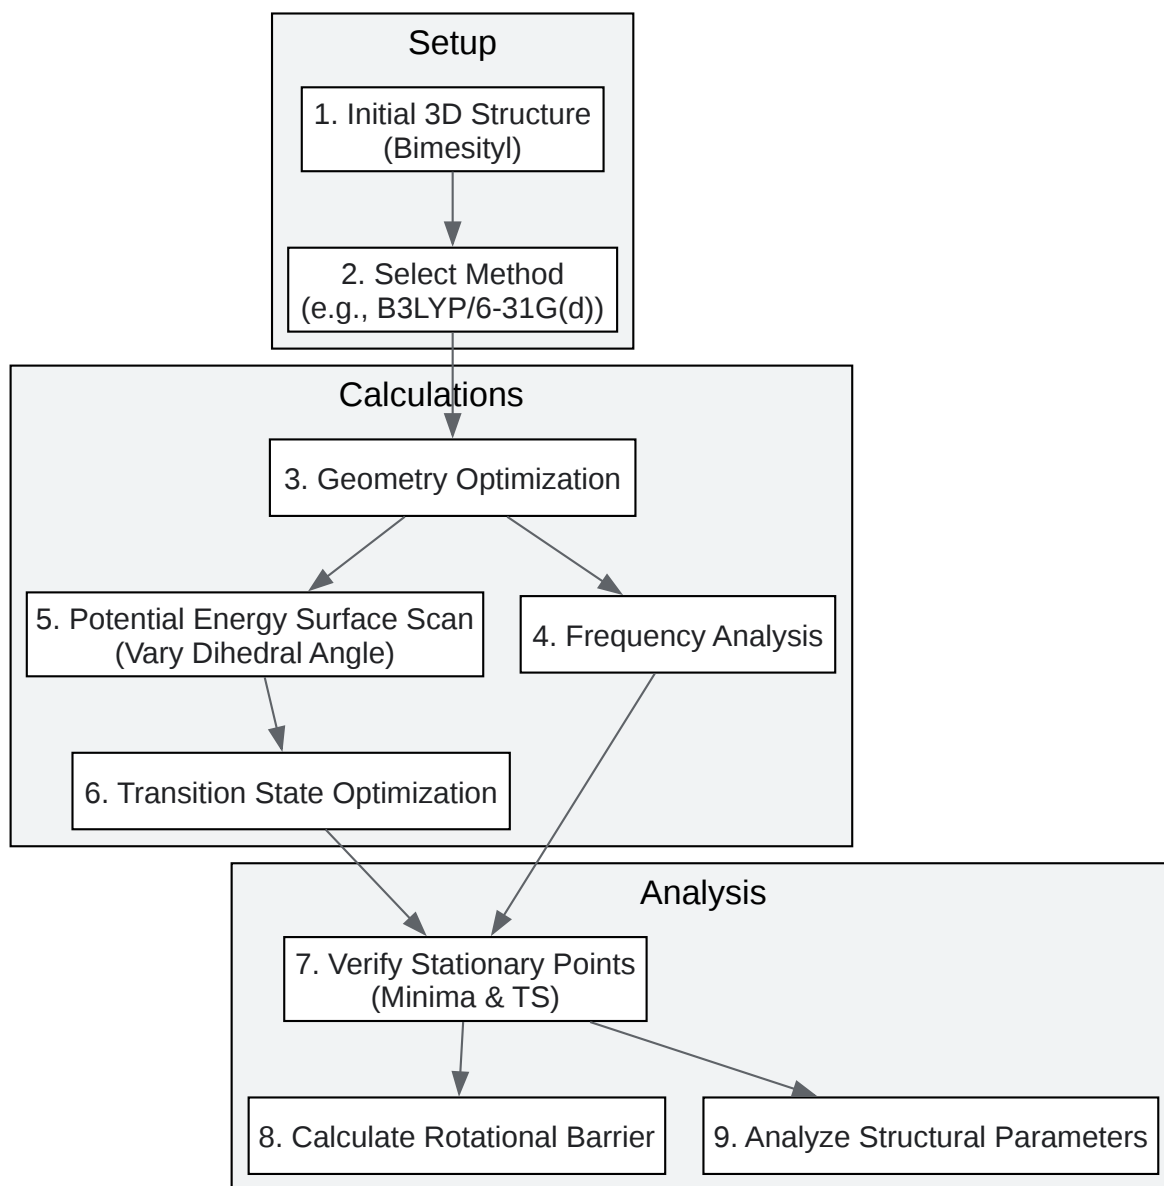 Setup
1. Initial 3D Structure
(Bimesityl)
2. Select Method
(e.g., B3LYP/6-31G(d))
Calculations
3. Geometry Optimization
5. Potential Energy Surface Scan
(Vary Dihedral Angle)
4. Frequency Analysis
6. Transition State Optimization
Analysis
7. Verify Stationary Points
(Minima & TS)
8. Calculate Rotational Barrier
9. Analyze Structural Parameters